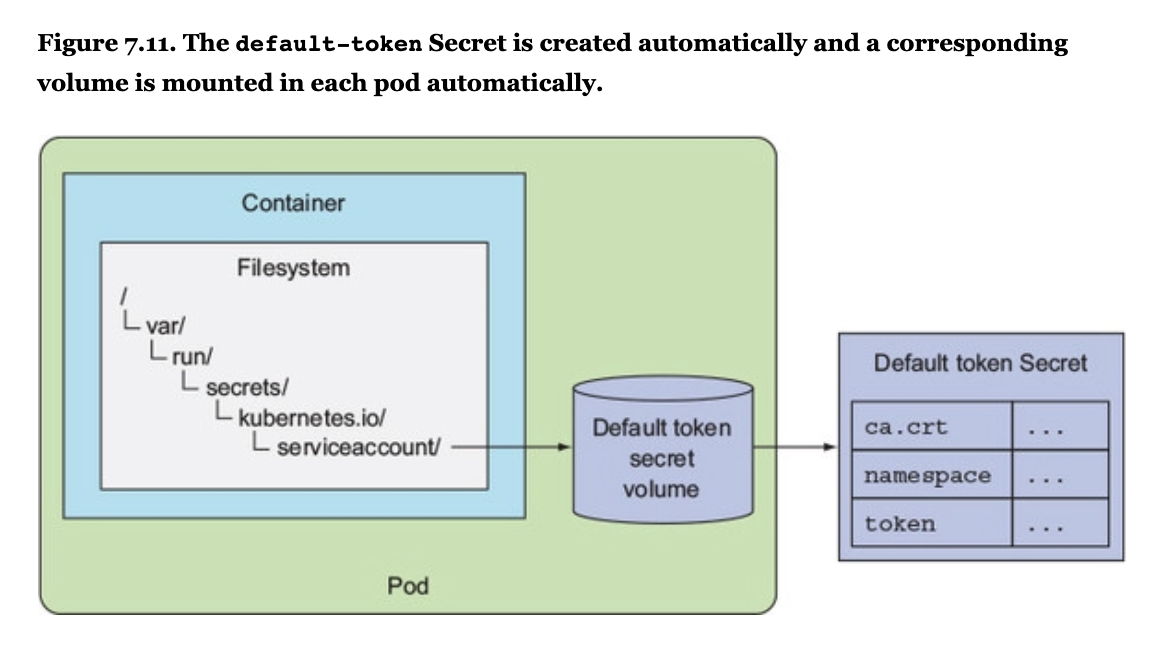 Figure 7.11. The default-token Secret is created automatically and a corresponding
volume is mounted in each pod automatically.
Container
Filesystem
/
var/
run/
secrets/
kubernetes.io/
serviceaccount/
Default token
secret
volume
Default token Secret
ca.crt ...
namespace ...
token ...
Pod